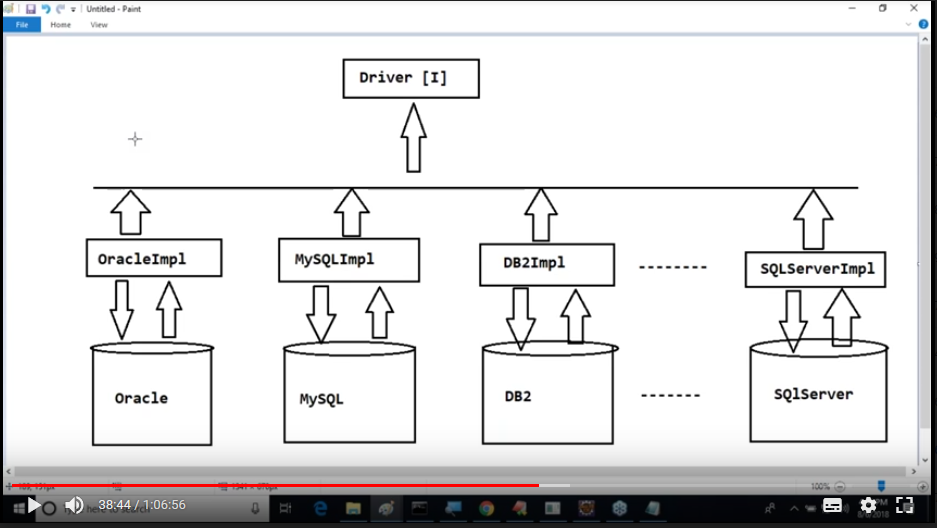 Untitled - Paint
File Home View
Driver [I]
OracleImpl MySQLImpl DB2Impl SQLServerImpl
Oracle MySQL DB2 SQlServer
100%
38:44 / 1:06:56